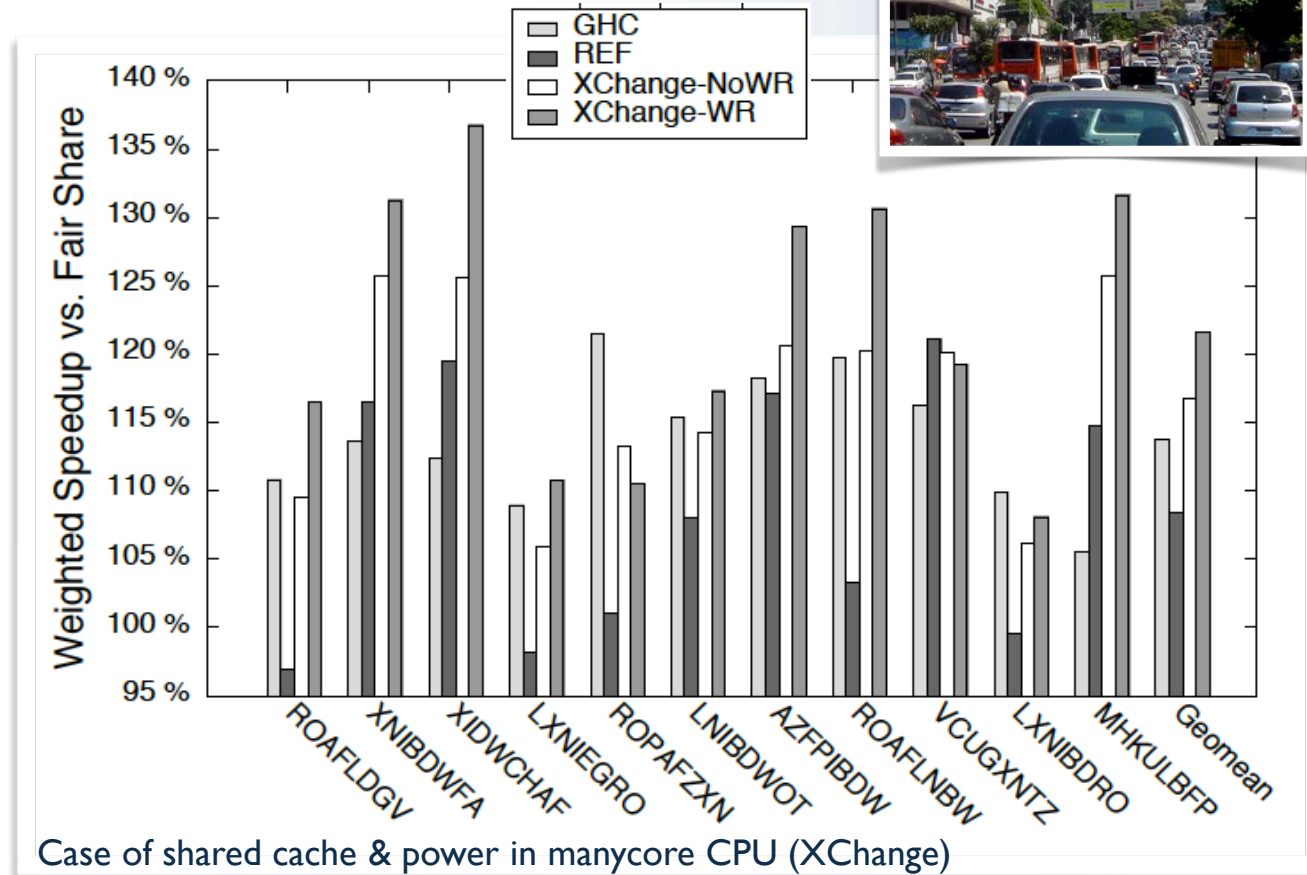 GHC
REF
XChange-NoWR
XChange-WR
Weighted Speedup vs. Fair Share
140 %
135 %
130 %
125 %
120 %
115 %
110 %
105 %
100 %
95 %
ROAFLDGV
XNIBDWFA
XIDWCHAF
LXNIEGRO
ROPAFZXN
LNIBDWOT
AZFPIBDW
ROAFLNBW
VCUGXNTZ
LXNIBDRO
MHKULBFP
Geomean
Case of shared cache & power in manycore CPU (XChange)